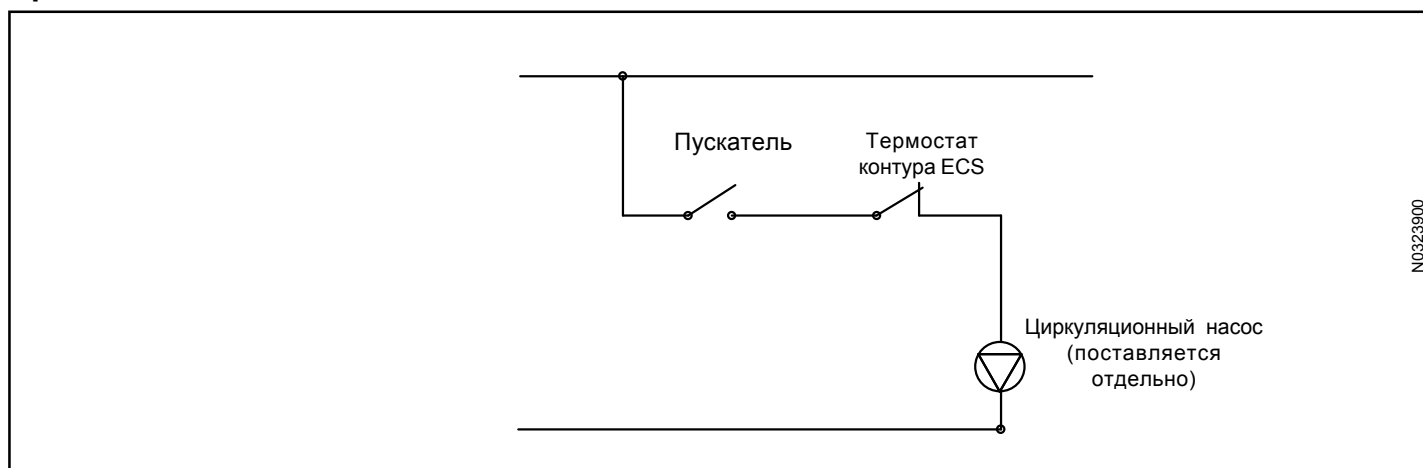 Пускатель
Термостат
контура ECS
Циркуляционный насос
(поставляется
отдельно)
N0323900